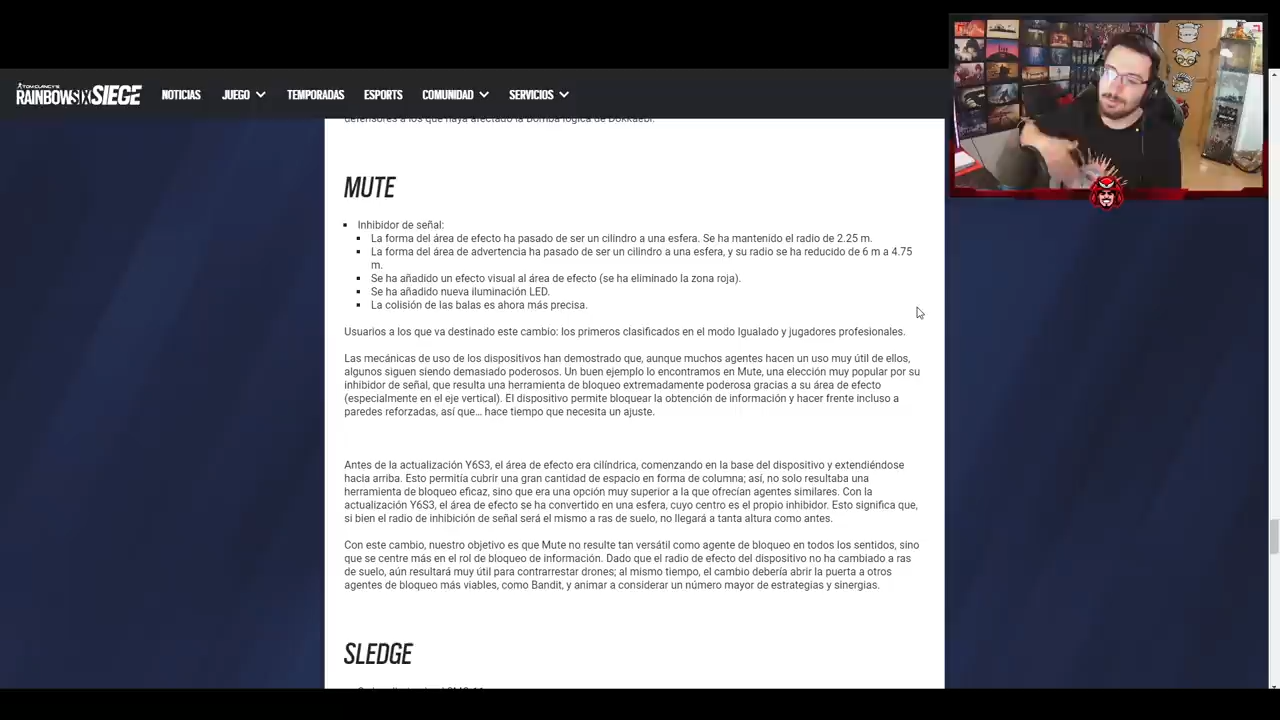 TOM CLANCY'S
RAINBOWSIX SIEGE
NOTICIAS
JUEGO
TEMPORADAS
ESPORTS
COMUNIDAD
SERVICIOS
defensores a los que haya afectado la Bomba lógica de Dokkaebi.
MUTE
Inhibidor de señal:
La forma del área de efecto ha pasado de ser un cilindro a una esfera. Se ha mantenido el radio de 2.25 m.
La forma del área de advertencia ha pasado de ser un cilindro a una esfera, y su radio se ha reducido de 6 m a 4.75
m.
Se ha añadido un efecto visual al área de efecto (se ha eliminado la zona roja).
Se ha añadido nueva iluminación LED.
La colisión de las balas es ahora más precisa.
Usuarios a los que va destinado este cambio: los primeros clasificados en el modo Igualado y jugadores profesionales.
Las mecánicas de uso de los dispositivos han demostrado que, aunque muchos agentes hacen un uso muy útil de ellos,
algunos siguen siendo demasiado poderosos. Un buen ejemplo lo encontramos en Mute, una elección muy popular por su
inhibidor de señal, que resulta una herramienta de bloqueo extremadamente poderosa gracias a su área de efecto
(especialmente en el eje vertical). El dispositivo permite bloquear la obtención de información y hacer frente incluso a
paredes reforzadas, así que... hace tiempo que necesita un ajuste.
Antes de la actualización Y6S3, el área de efecto era cilíndrica, comenzando en la base del dispositivo y extendiéndose
hacia arriba. Esto permitía cubrir una gran cantidad de espacio en forma de columna; así, no solo resultaba una
herramienta de bloqueo eficaz, sino que era una opción muy superior a la que ofrecían agentes similares. Con la
actualización Y6S3, el área de efecto se ha convertido en una esfera, cuyo centro es el propio inhibidor. Esto significa que,
si bien el radio de inhibición de señal será el mismo a ras de suelo, no llegará a tanta altura como antes.
Con este cambio, nuestro objetivo es que Mute no resulte tan versátil como agente de bloqueo en todos los sentidos, sino
que se centre más en el rol de bloqueo de información. Dado que el radio de efecto del dispositivo no ha cambiado a ras
de suelo, aún resultará muy útil para contrarrestar drones; al mismo tiempo, el cambio debería abrir la puerta a otros
agentes de bloqueo más viables, como Bandit, y animar a considerar un número mayor de estrategias y sinergias.
SLEDGE